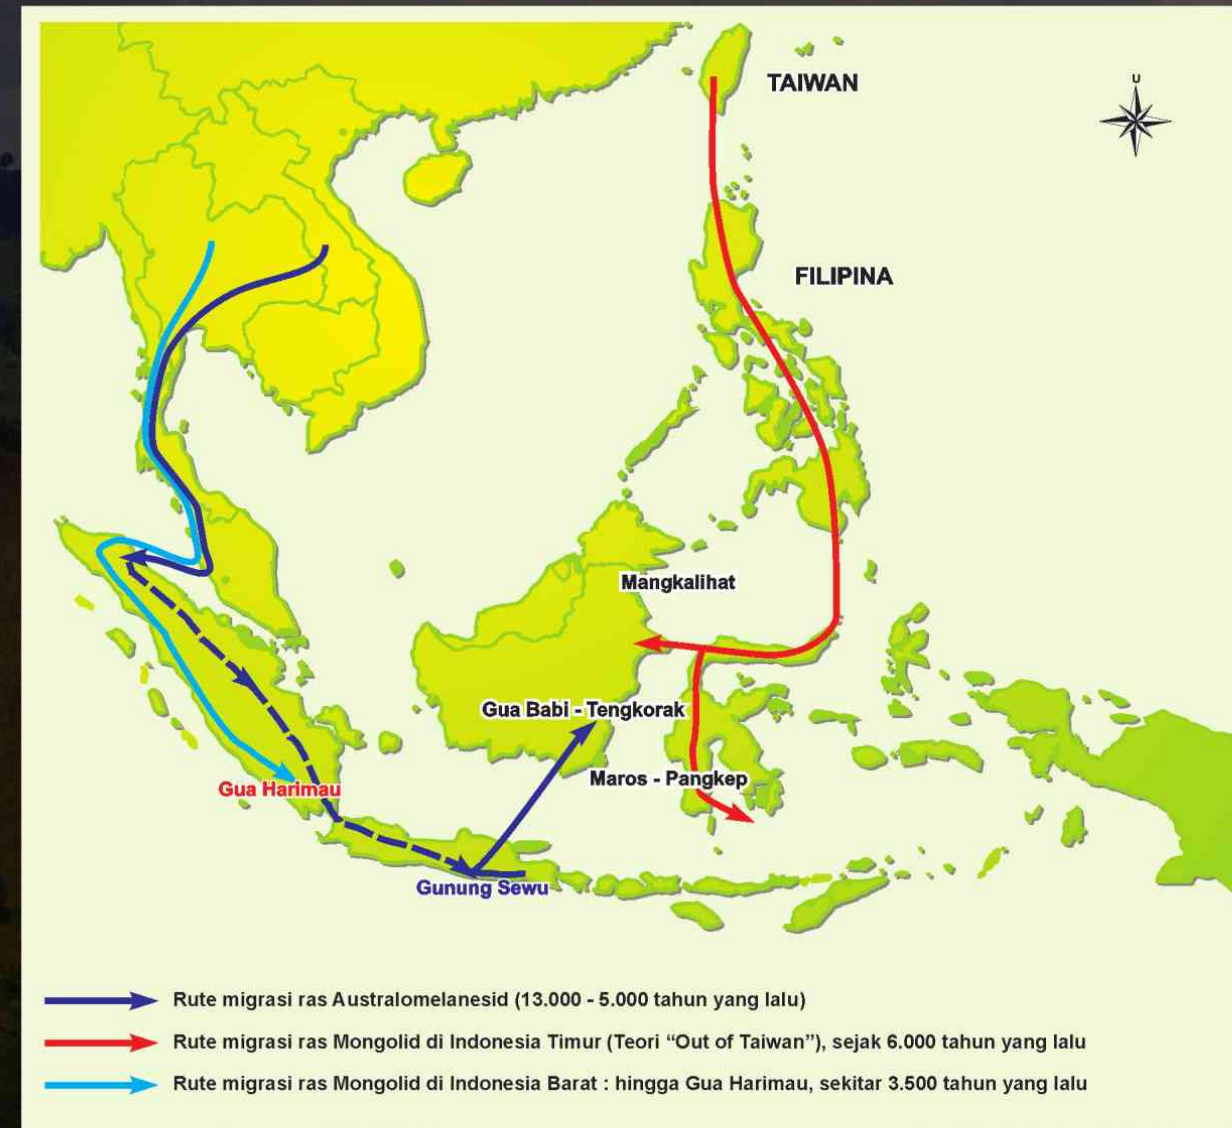 U
TAIWAN
FILIPINA
Mangkalihat
Gua Babi - Tengkorak
Maros - Pangkep
Gua Harimau
Gunung Sewu
Rute migrasi ras Australomelanesid (13.000 - 5.000 tahun yang lalu)
Rute migrasi ras Mongolid di Indonesia Timur (Teori “Out of Taiwan”), sejak 6.000 tahun yang lalu
Rute migrasi ras Mongolid di Indonesia Barat : hingga Gua Harimau, sekitar 3.500 tahun yang lalu